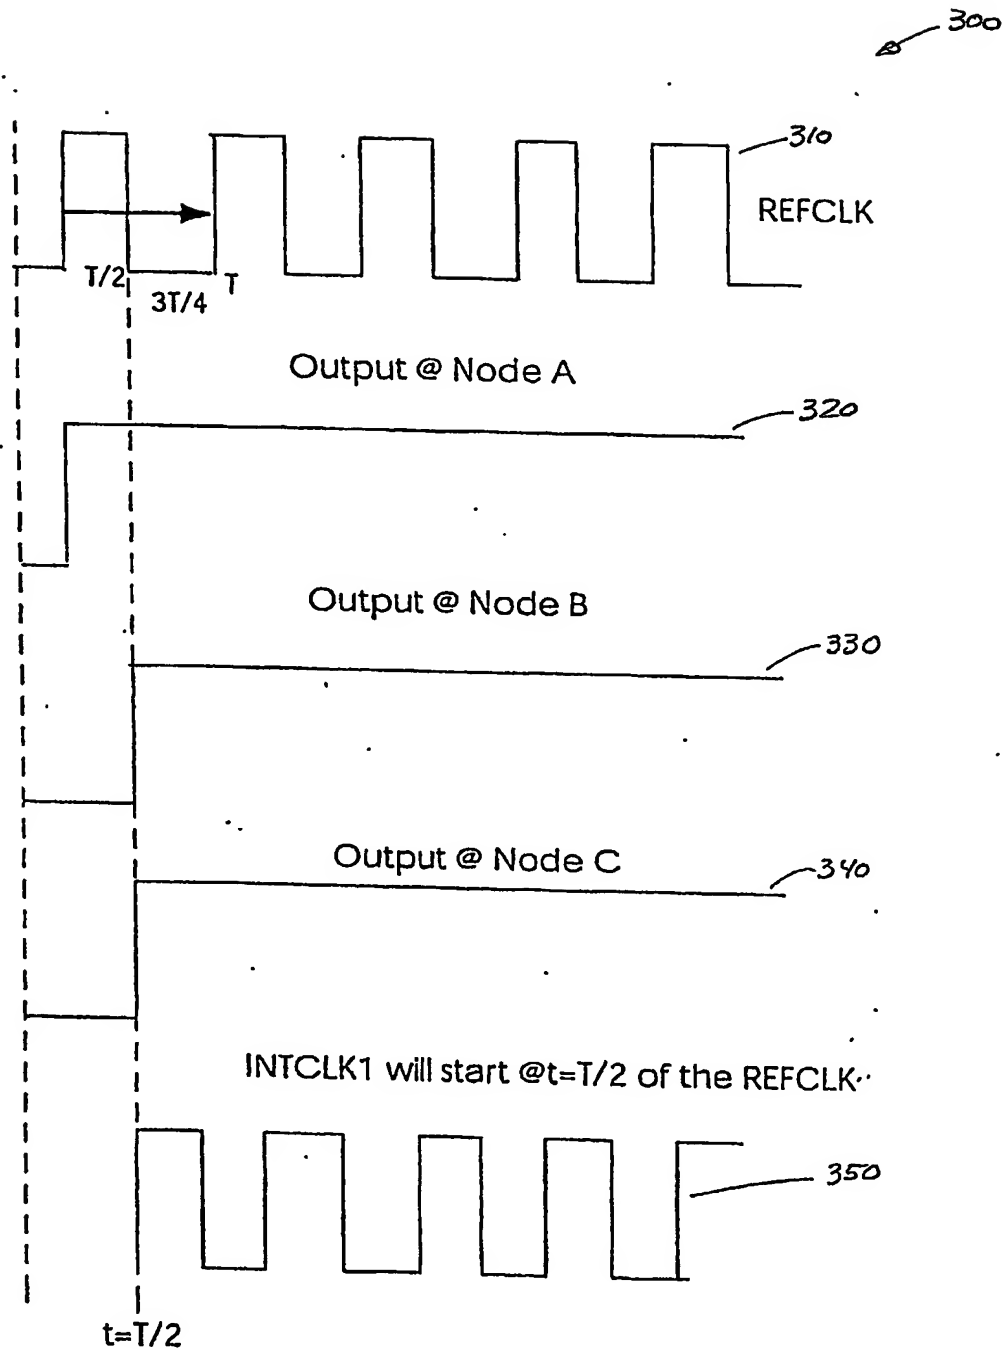 300
310
REFCLK
T/2
3T/4
T
Output @ Node A
320
Output @ Node B
330
Output @ Node C
340
INTCLK1 will start @t=T/2 of the REFCLK
350
t=T/2